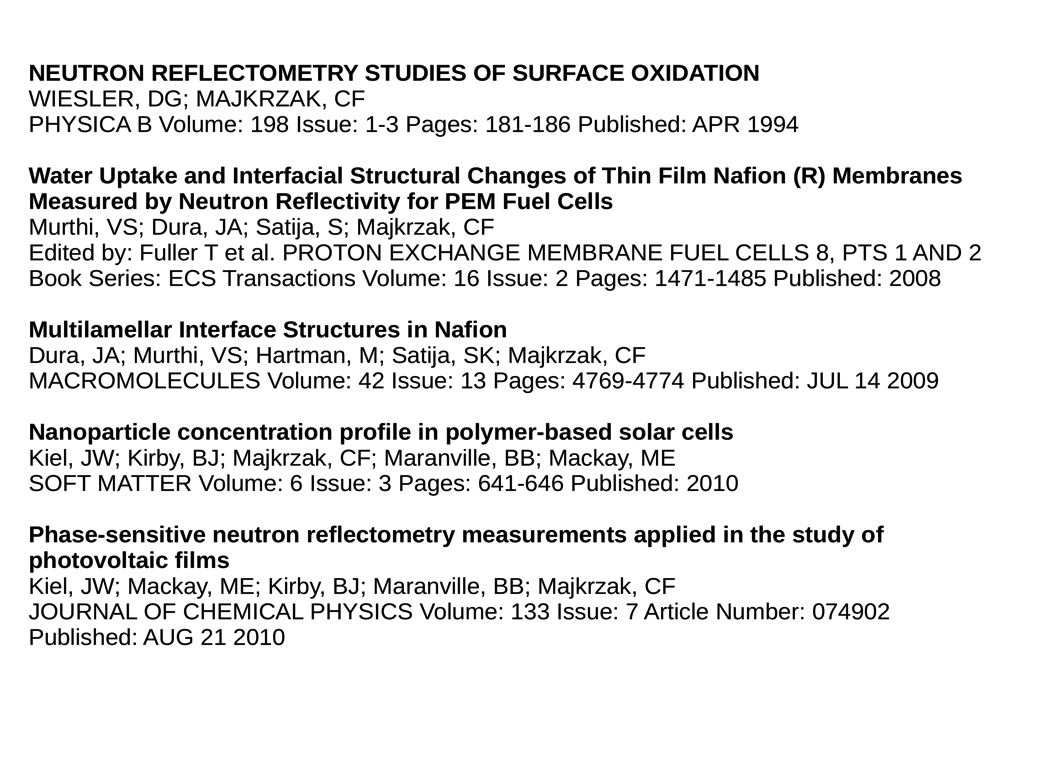 NEUTRON REFLECTOMETRY STUDIES OF SURFACE OXIDATION
WIESLER, DG; MAJKRZAK, CF
PHYSICA B Volume: 198 Issue: 1-3 Pages: 181-186 Published: APR 1994
Water Uptake and Interfacial Structural Changes of Thin Film Nafion (R) Membranes
Measured by Neutron Reflectivity for PEM Fuel Cells
Murthi, VS; Dura, JA; Satija, S; Majkrzak, CF
Edited by: Fuller T et al. PROTON EXCHANGE MEMBRANE FUEL CELLS 8, PTS 1 AND 2
Book Series: ECS Transactions Volume: 16 Issue: 2 Pages: 1471-1485 Published: 2008
Multilamellar Interface Structures in Nafion
Dura, JA; Murthi, VS; Hartman, M; Satija, SK; Majkrzak, CF
MACROMOLECULES Volume: 42 Issue: 13 Pages: 4769-4774 Published: JUL 14 2009
Nanoparticle concentration profile in polymer-based solar cells
Kiel, JW; Kirby, BJ; Majkrzak, CF; Maranville, BB; Mackay, ME
SOFT MATTER Volume: 6 Issue: 3 Pages: 641-646 Published: 2010
Phase-sensitive neutron reflectometry measurements applied in the study of
photovoltaic films
Kiel, JW; Mackay, ME; Kirby, BJ; Maranville, BB; Majkrzak, CF
JOURNAL OF CHEMICAL PHYSICS Volume: 133 Issue: 7 Article Number: 074902
Published: AUG 21 2010